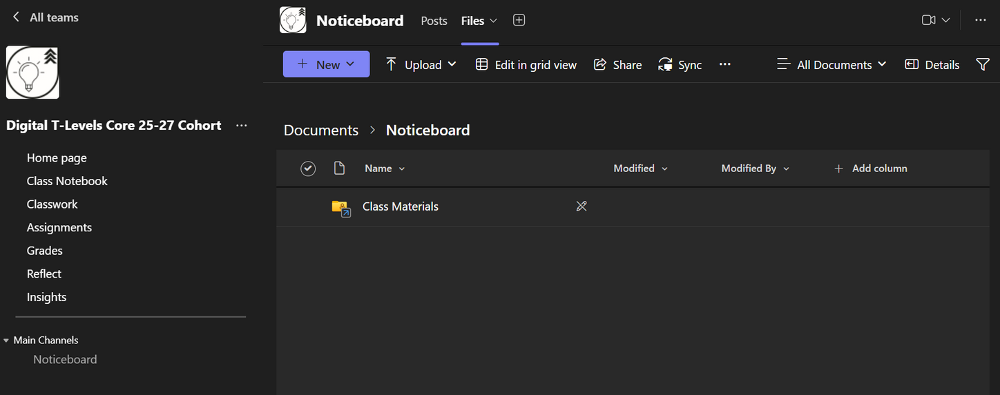 All teams
Noticeboard Posts Files
New Upload Edit in grid view Share Sync ... All Documents Details
Digital T-Levels Core 25-27 Cohort ...
Documents > Noticeboard
Home page
Class Notebook
Classwork
Assignments
Grades
Reflect
Insights
Name Modified Modified By + Add column
Class Materials
Main Channels
Noticeboard